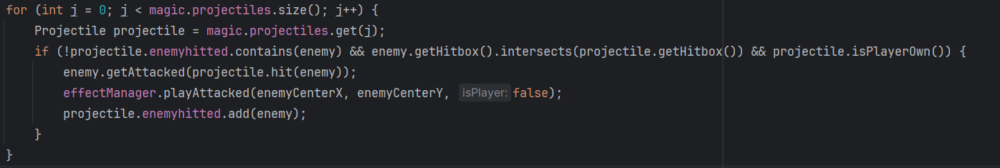 for (int j = 0; j < magic.projectiles.size(); j++) {
    Projectile projectile = magic.projectiles.get(j);
    if (!projectile.enemyhitted.contains(enemy) && enemy.getHitbox().intersects(projectile.getHitbox()) && projectile.isPlayerOwn()) {
        enemy.getAttacked(projectile.hit(enemy));
        effectManager.playAttacked(enemyCenterX, enemyCenterY, isPlayer: false);
        projectile.enemyhitted.add(enemy);
    }
}